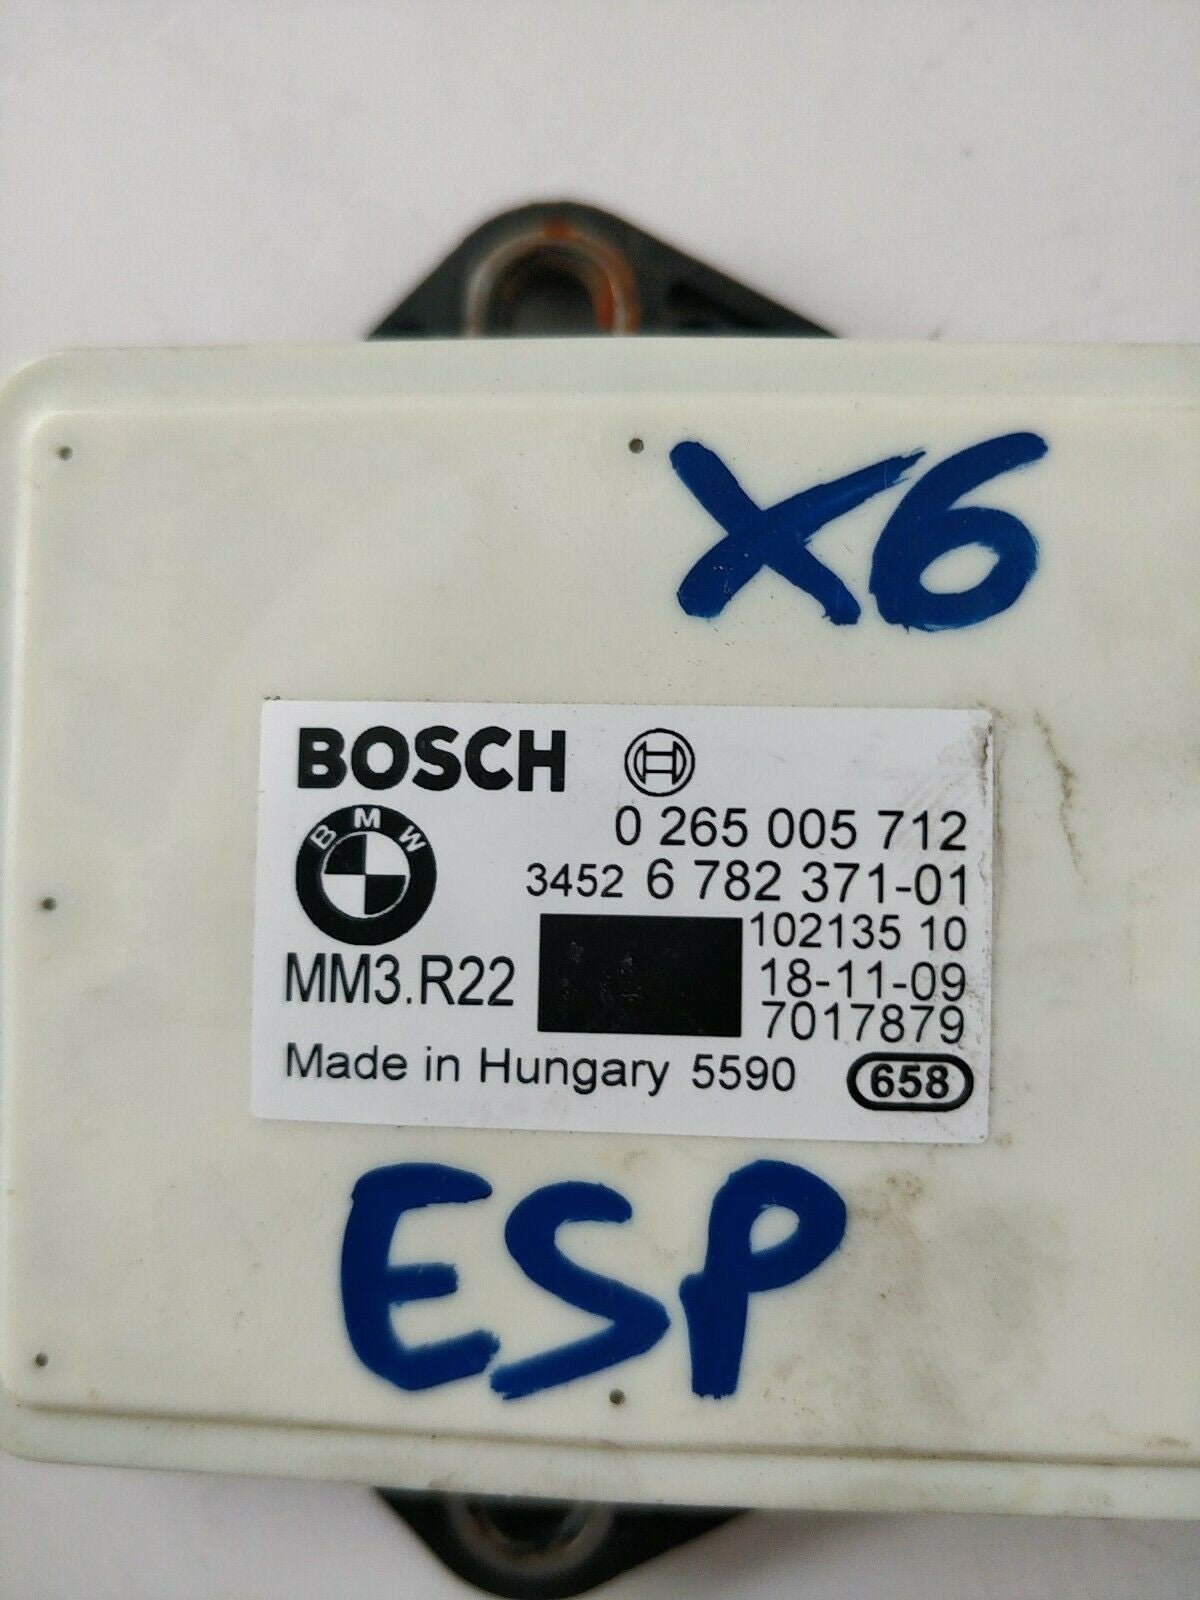 X6
BOSCH
0 265 005 712
BMW
3452 6 782 371-01
102135 10
MM3.R22
18-11-09
7017879
Made in Hungary 5590 658
ESP